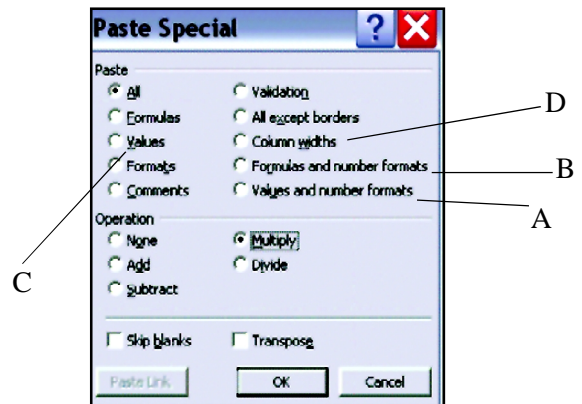 Paste Special ? X
Paste
All Validation
Formulas All except borders
Values Column widths
Formats Formulas and number formats
Comments Values and number formats
Operation
None Multiply
Add Divide
Subtract
Skip blanks Transpose
Paste Link OK Cancel
D
B
A
C